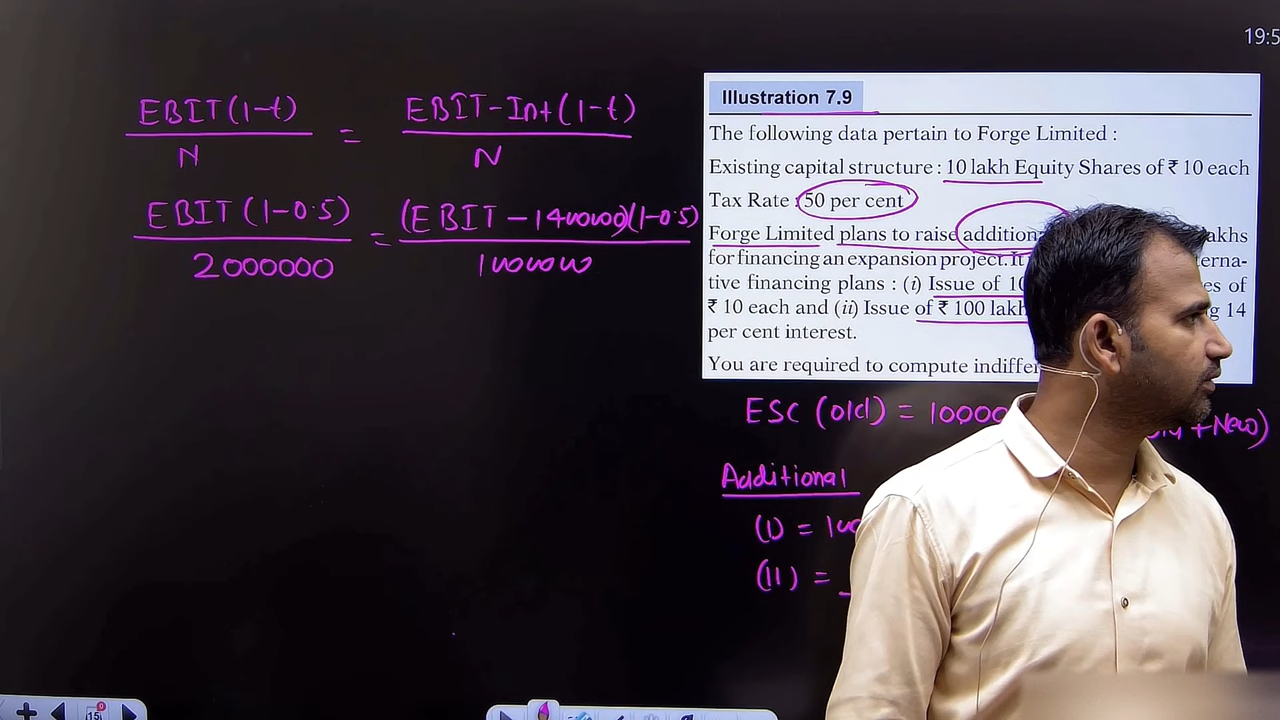 19:5
EBIT(1-t) = EBIT-Int(1-t)
N N
EBIT(1-0.5) = (EBIT-1400000)(1-0.5)
2000000 1000000
Illustration 7.9
The following data pertain to Forge Limited :
Existing capital structure : 10 lakh Equity Shares of ₹ 10 each
Tax Rate : 50 per cent
Forge Limited plans to raise addition akhs
for financing an expansion project. erna-
tive financing plans : (i) Issue of 10 es of
₹ 10 each and (ii) Issue of ₹ 100 lakh g 14
per cent interest.
You are required to compute indiffer
ESC (old) = 10000 +New)
Additional
(I) = 100
(II) =
15